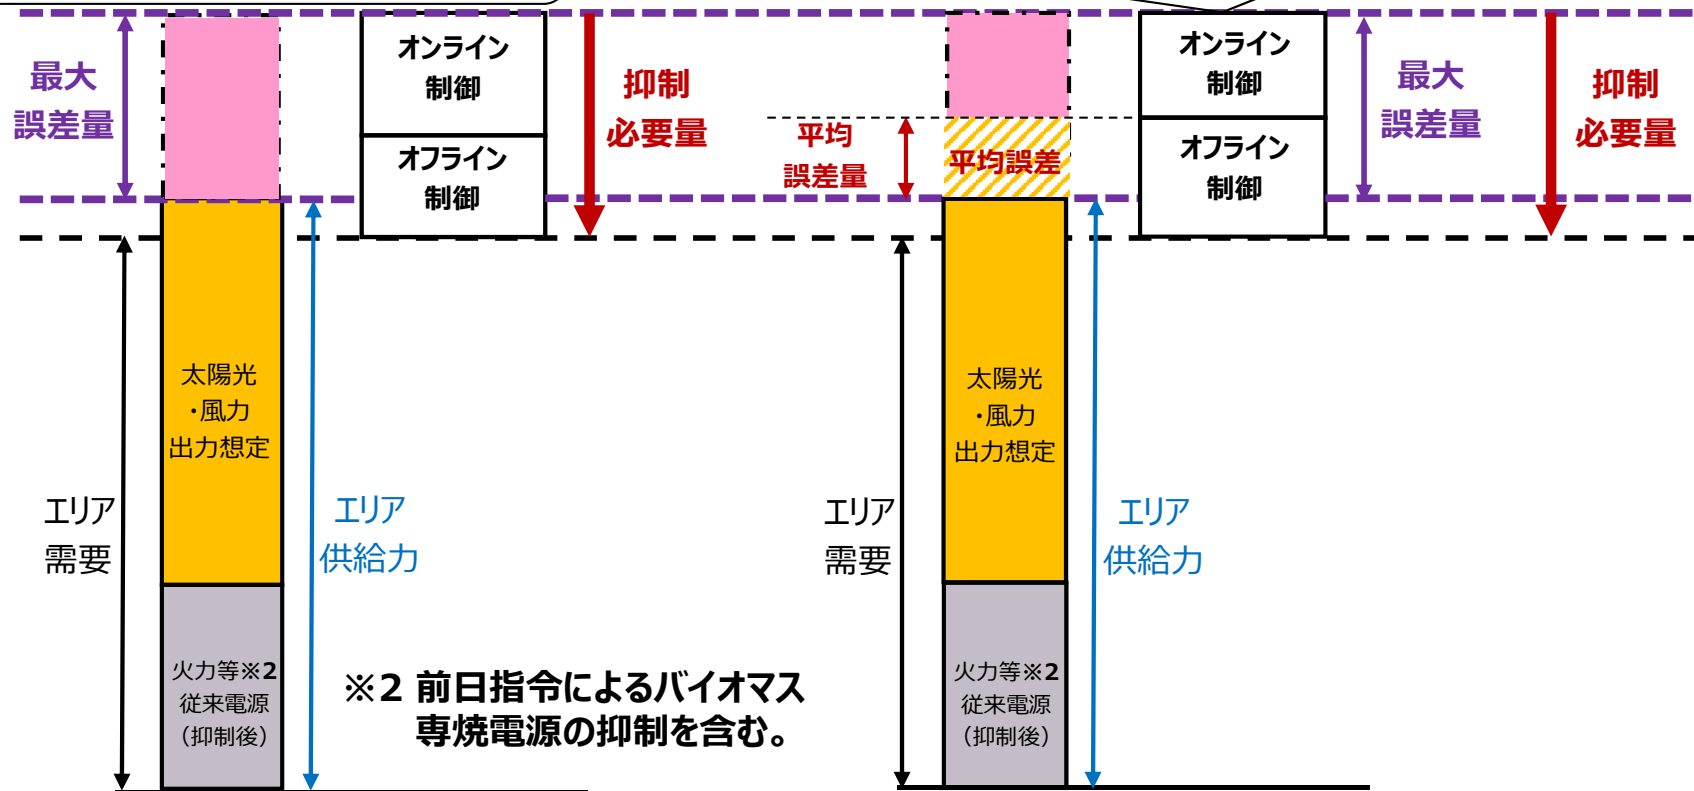 最大
誤差量
オンライン
制御
オフライン
制御
抑制
必要量
太陽光
・風力
出力想定
エリア
需要
エリア
供給力
火力等※2
従来電源
（抑制後）
※2 前日指令によるバイオマス
専焼電源の抑制を含む。
平均
誤差量
平均誤差
オンライン
制御
オフライン
制御
最大
誤差量
抑制
必要量
太陽光
・風力
出力想定
エリア
需要
エリア
供給力
火力等※2
従来電源
（抑制後）